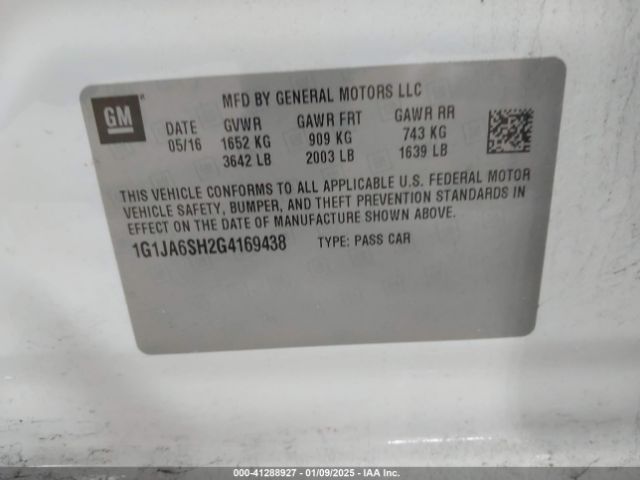 GM
MFD BY GENERAL MOTORS LLC
DATE GVWR GAWR FRT GAWR RR
05/16 1652 KG 909 KG 743 KG
3642 LB 2003 LB 1639 LB
THIS VEHICLE CONFORMS TO ALL APPLICABLE U.S. FEDERAL MOTOR
VEHICLE SAFETY, BUMPER, AND THEFT PREVENTION STANDARDS IN
EFFECT ON THE DATE OF MANUFACTURE SHOWN ABOVE.
1G1JA6SH2G4169438 TYPE: PASS CAR
000-41288927 - 01/09/2025 - IAA Inc.